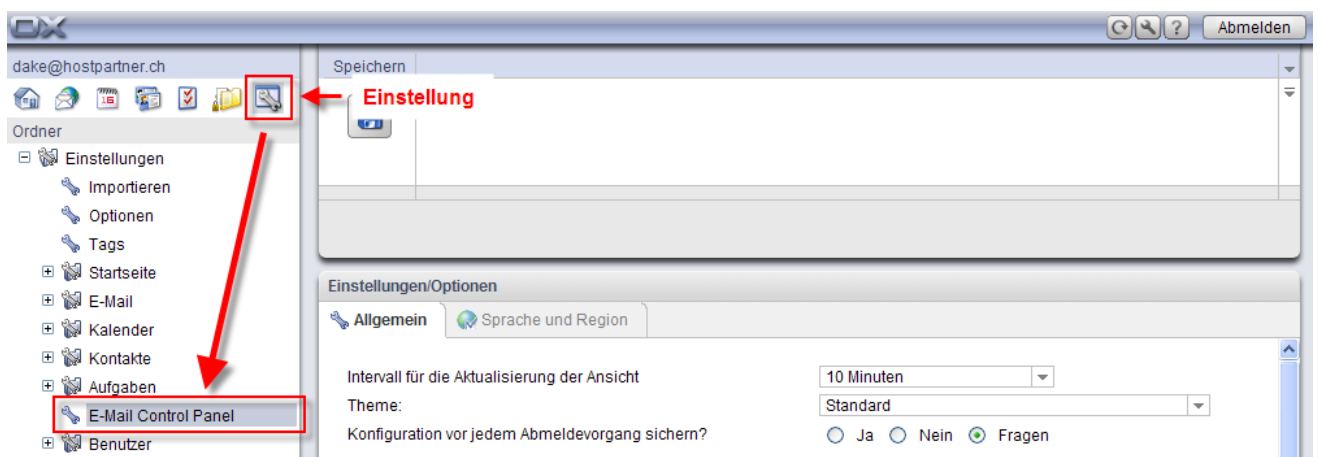 OX
Abmelden
dake@hostpartner.ch
Speichern
16
Einstellung
Ordner
Einstellungen
Importieren
Optionen
Tags
Startseite
E-Mail
Kalender
Kontakte
Aufgaben
E-Mail Control Panel
Benutzer
Einstellungen/Optionen
Allgemein
Sprache und Region
Intervall für die Aktualisierung der Ansicht
10 Minuten
Theme:
Standard
Konfiguration vor jedem Abmeldevorgang sichern?
Ja Nein Fragen